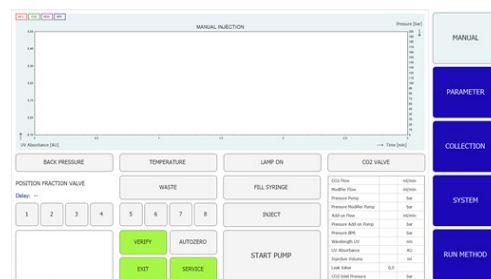 MANUAL INJECTION
Pressure [bar]
UV Absorbance [AU]
Time [min]
BACK PRESSURE
TEMPERATURE
LAMP ON
CO2 VALVE
POSITION FRACTION VALVE
Delay: --
WASTE
FILL SYRINGE
1
2
3
4
5
6
7
8
INJECT
VERIFY
AUTOZERO
START PUMP
EXIT
SERVICE
CO2 Flow ml/min
Modifier Flow ml/min
Pressure Pump bar
Pressure Modifier Pump bar
Add-on Flow ml/min
Pressure Add-on Pump bar
Pressure BPR bar
Wavelength UV nm
UV Absorbance AU
Injection Volume ml
Leak Value 0,0
CO2 Inlet Pressure bar
MANUAL
PARAMETER
COLLECTION
SYSTEM
RUN METHOD